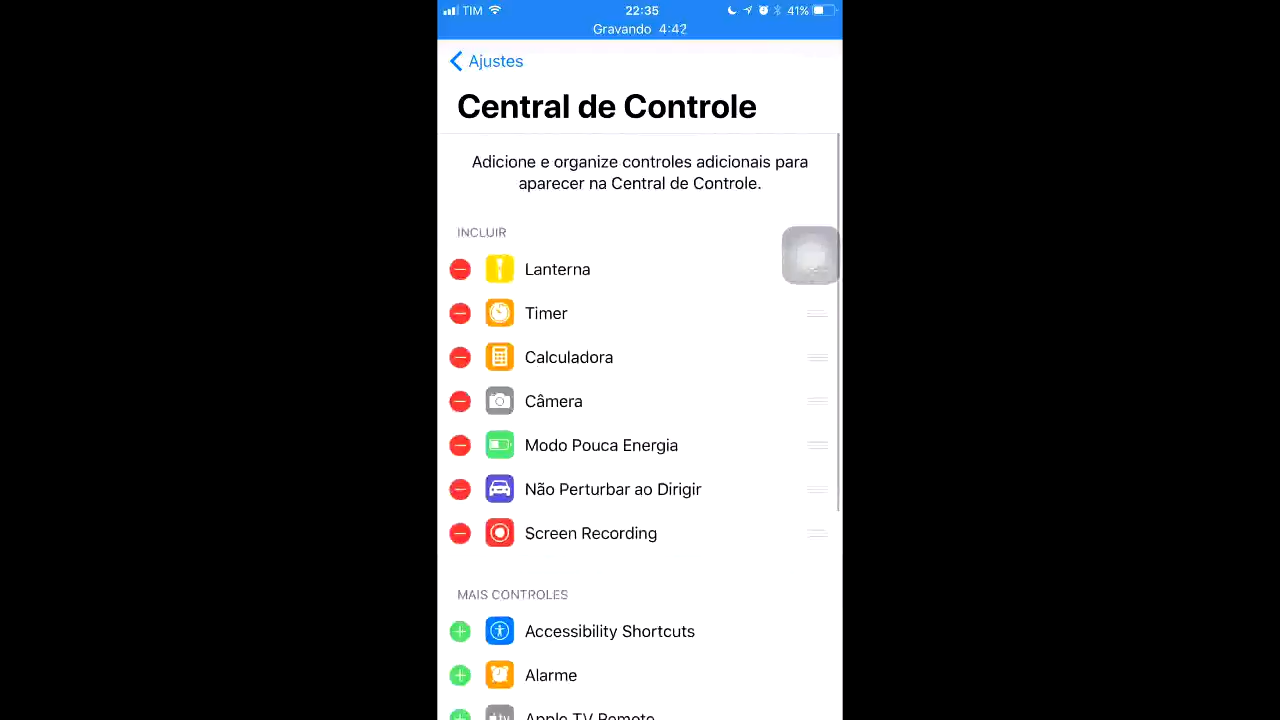 TIM 22:35 41%
Gravando 4:42
Ajustes
Central de Controle
Adicione e organize controles adicionais para
aparecer na Central de Controle.
INCLUIR
Lanterna
Timer
Calculadora
Câmera
Modo Pouca Energia
Não Perturbar ao Dirigir
Screen Recording
MAIS CONTROLES
Accessibility Shortcuts
Alarme
Apple TV Remote